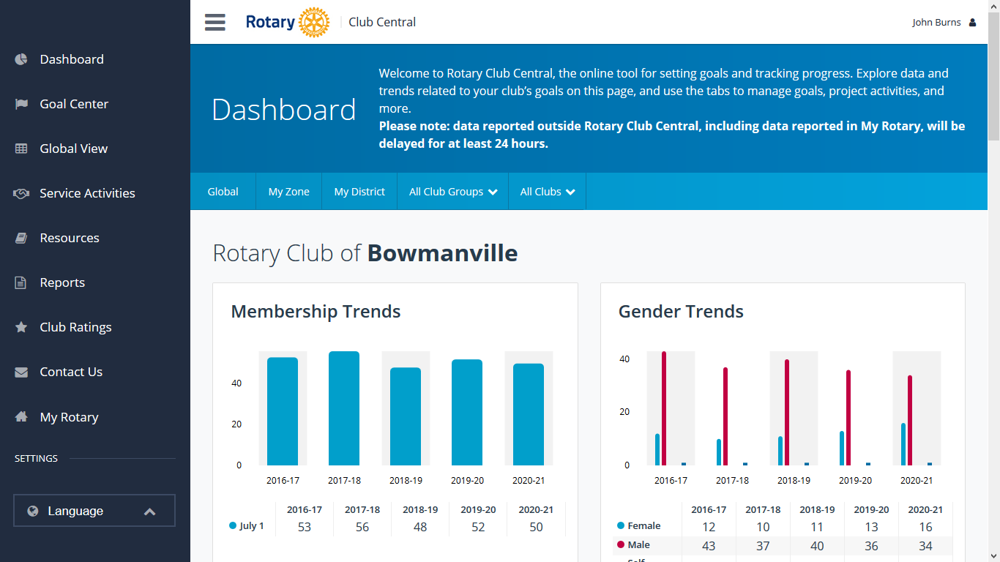 Rotary
Club Central
John Burns
Dashboard
Goal Center
Global View
Service Activities
Resources
Reports
Club Ratings
Contact Us
My Rotary
SETTINGS
Language
Dashboard
Welcome to Rotary Club Central, the online tool for setting goals and tracking progress. Explore data and
trends related to your club’s goals on this page, and use the tabs to manage goals, project activities, and
more.
Please note: data reported outside Rotary Club Central, including data reported in My Rotary, will be
delayed for at least 24 hours.
Global My Zone My District All Club Groups All Clubs
Rotary Club of Bowmanville
Membership Trends
40
20
0
2016-17 2017-18 2018-19 2019-20 2020-21
2016-17 2017-18 2018-19 2019-20 2020-21
July 1 53 56 48 52 50
Gender Trends
40
20
0
2016-17 2017-18 2018-19 2019-20 2020-21
2016-17 2017-18 2018-19 2019-20 2020-21
Female 12 10 11 13 16
Male 43 37 40 36 34